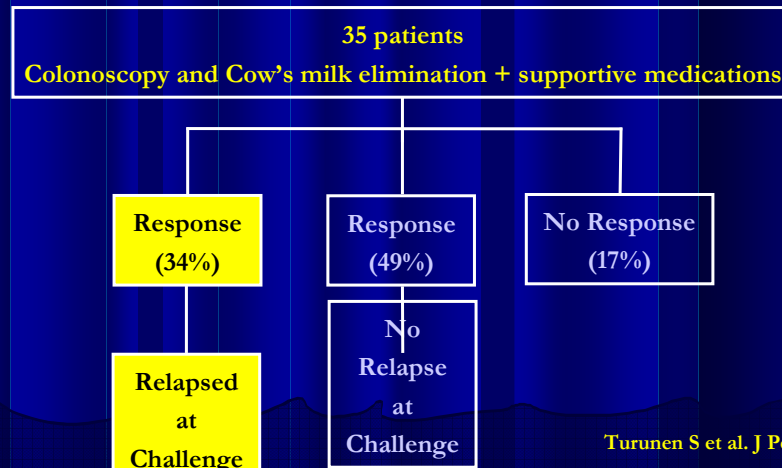 35 patients
Colonoscopy and Cow's milk elimination + supportive medications
Response
(34%)
Response
(49%)
No Response
(17%)
Relapsed
at
Challenge
No
Relapse
at
Challenge
Turunen S et al. J Pe